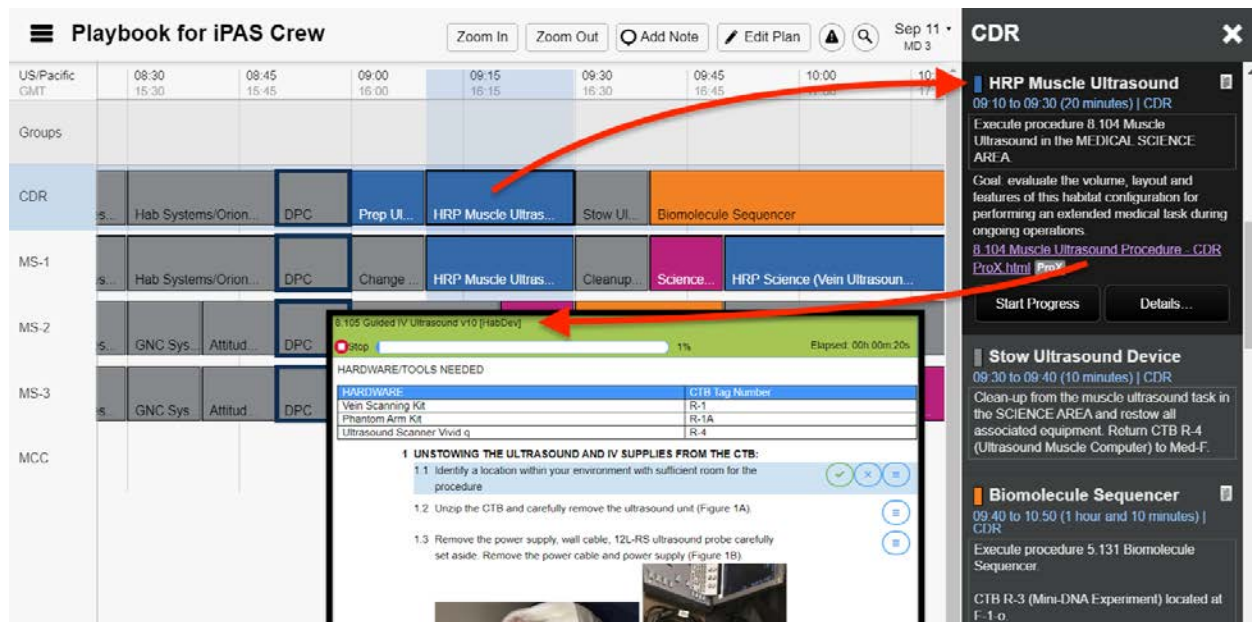 Playbook for iPAS Crew
Zoom In
Zoom Out
Add Note
Edit Plan
Sep 11
MD 3
US/Pacific 08:30 08:45 09:00 09:15 09:30 09:45 10:00 10:
GMT 15:30 15:45 16:00 16:15 16:30 16:45
Groups
CDR
Hab Systems/Orion... DPC Prep Ul... HRP Muscle Ultras... Stow Ul... Biomolecule Sequencer
MS-1
s... Hab Systems/Orion... DPC Change ... HRP Muscle Ultras... Cleanup... Science... HRP Science (Vein Ultrasoun...
MS-2
s... GNC Sys... Attitud... DPC
MS-3
GNC Sys Attitud... DPC
MCC
8.105 Guided IV Ultrasound v10 [HabDev]
Stop 1% Elapsed: 00h 00m 20s
HARDWARE/TOOLS NEEDED
HARDWARE CTB Tag Number
Vein Scanning Kit R-1
Phantom Arm Kit R-1A
Ultrasound Scanner Vivid q R-4
1 UNSTOWING THE ULTRASOUND AND IV SUPPLIES FROM THE CTB:
1.1 Identify a location within your environment with sufficient room for the
procedure
1.2 Unzip the CTB and carefully remove the ultrasound unit (Figure 1A).
1.3 Remove the power supply, wall cable, 12L-RS ultrasound probe carefully
set aside. Remove the power cable and power supply (Figure 1B).
CDR
HRP Muscle Ultrasound
09:10 to 09:30 (20 minutes) | CDR
Execute procedure 8.104 Muscle
Ultrasound in the MEDICAL SCIENCE
AREA.
Goal: evaluate the volume, layout and
features of this habitat configuration for
performing an extended medical task during
ongoing operations.
8.104 Muscle Ultrasound Procedure - CDR
ProX.html ProX
Start Progress
Details...
Stow Ultrasound Device
09:30 to 09:40 (10 minutes) | CDR
Clean-up from the muscle ultrasound task in
the SCIENCE AREA and restow all
associated equipment. Return CTB R-4
(Ultrasound Muscle Computer) to Med-F.
Biomolecule Sequencer
09:40 to 10:50 (1 hour and 10 minutes) |
CDR
Execute procedure 5.131 Biomolecule
Sequencer.
CTB R-3 (Mini-DNA Experiment) located at
F-1-o.